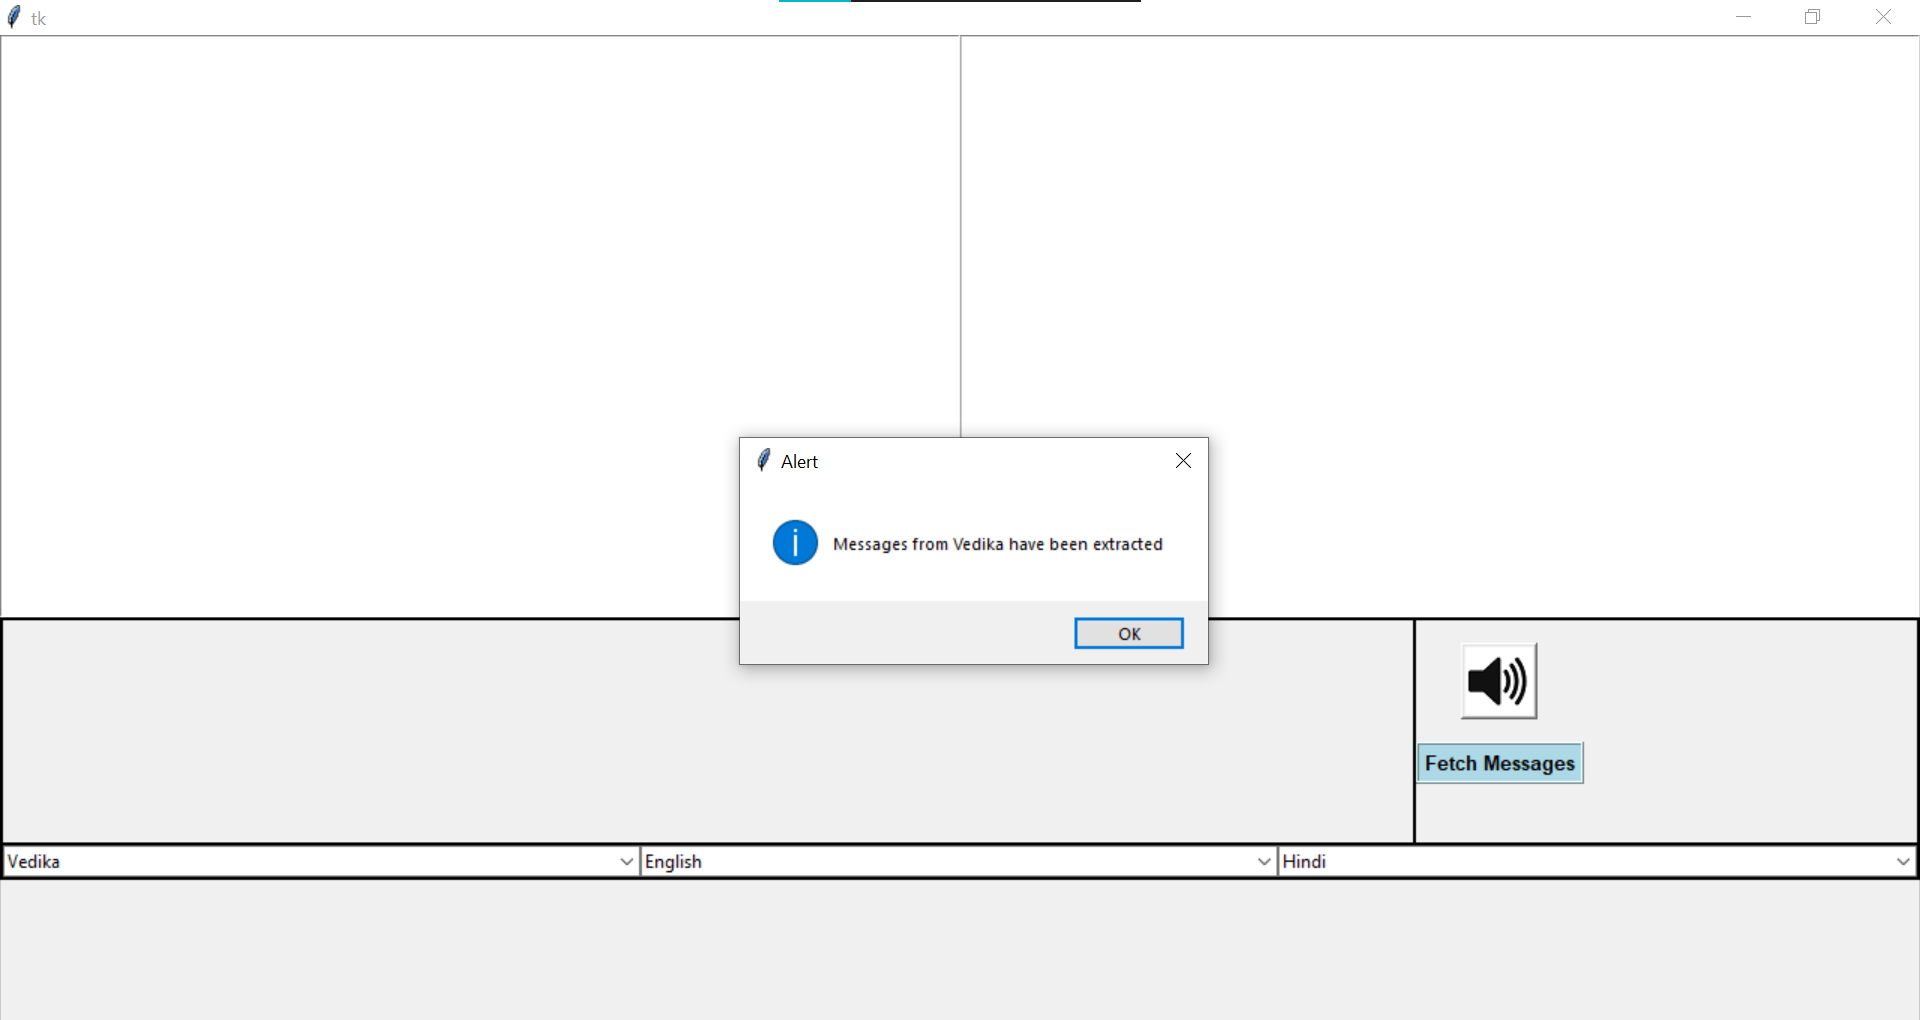 tk
Alert
Messages from Vedika have been extracted
OK
Fetch Messages
Vedika
English
Hindi